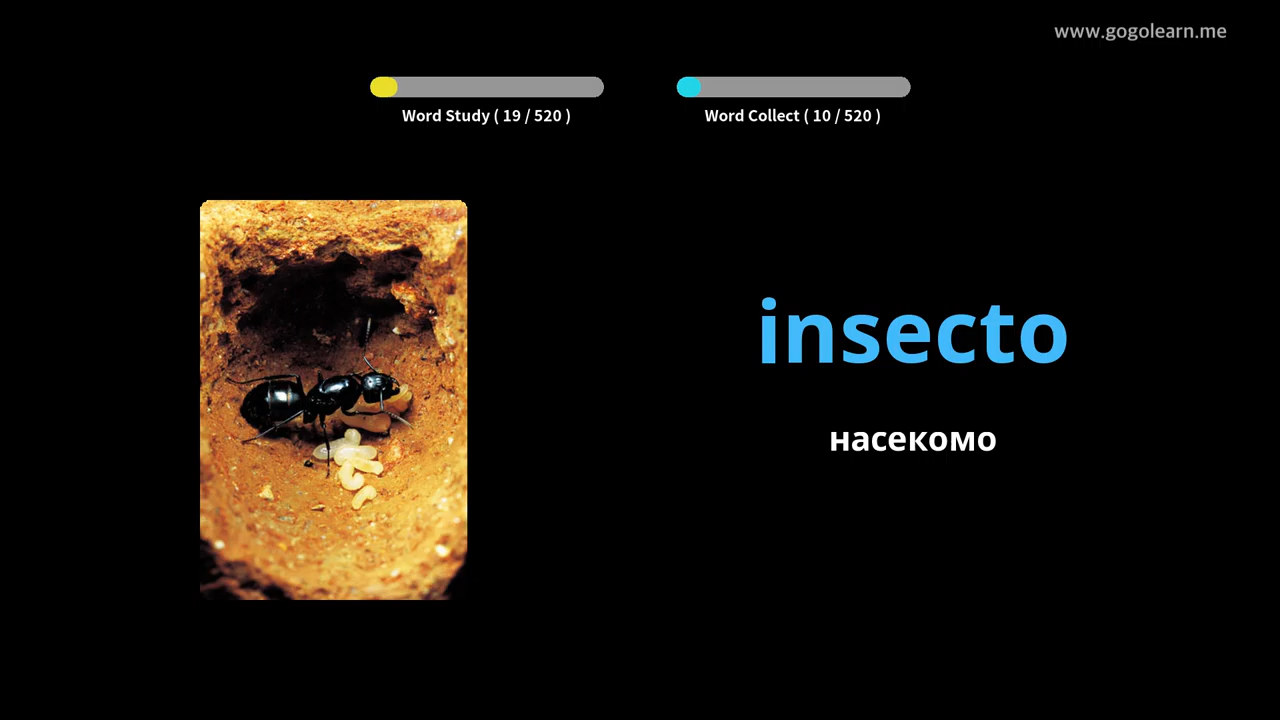 www.gogolearn.me
Word Study ( 19 / 520 )
Word Collect ( 10 / 520 )
insecto
насекомо